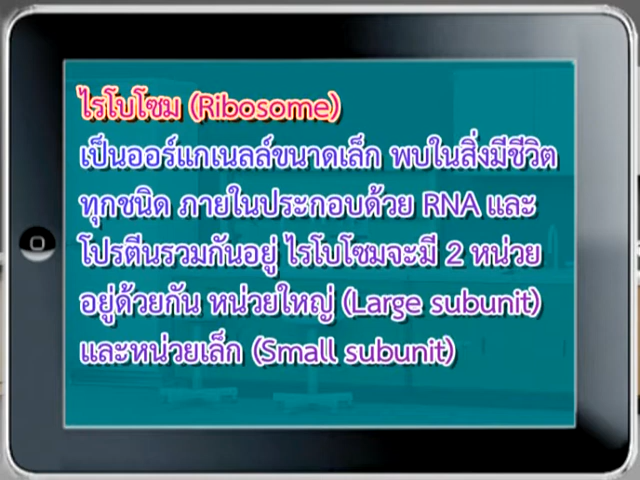 ไรโบโซม (Ribosome)
เป็นออร์แกเนลล์ขนาดเล็ก พบในสิ่งมีชีวิต
ทุกชนิด ภายในประกอบด้วย RNA และ
โปรตีนรวมกันอยู่ ไรโบโซมจะมี 2 หน่วย
อยู่ด้วยกัน หน่วยใหญ่ (Large subunit)
และหน่วยเล็ก (Small subunit)